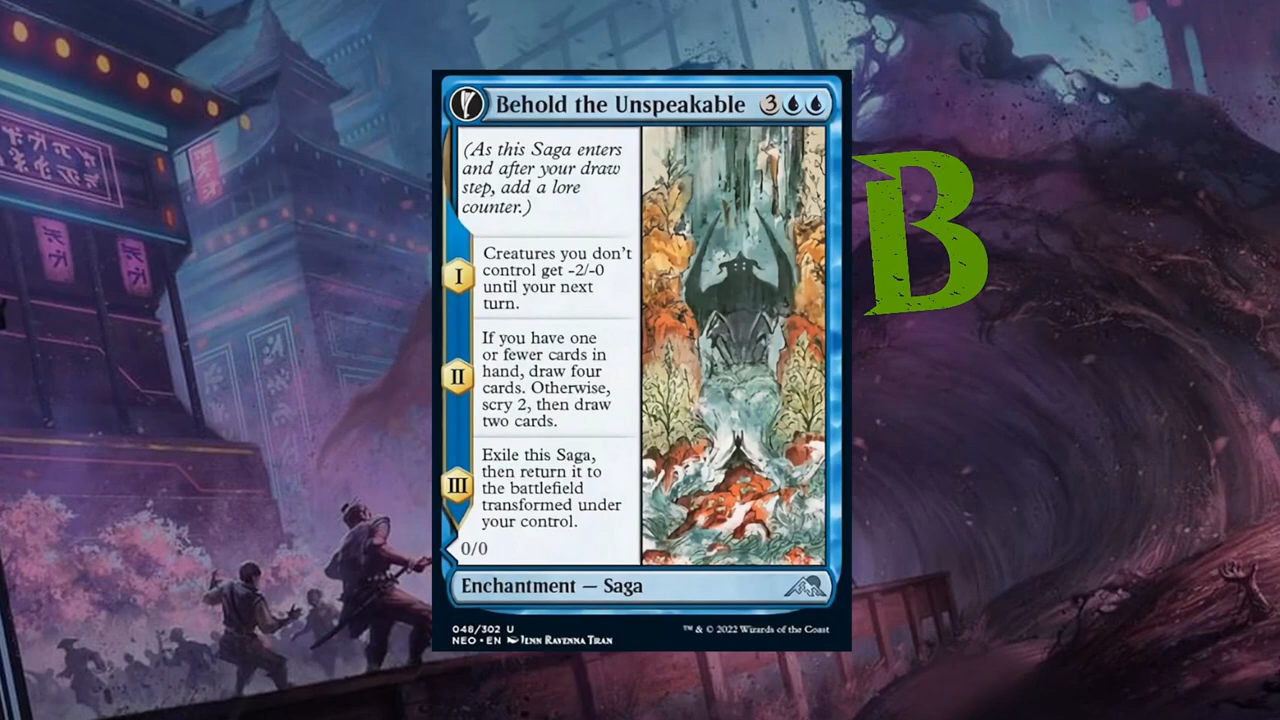 Behold the Unspeakable 3
(As this Saga enters
and after your draw
step, add a lore
counter.)
I
Creatures you don't
control get -2/-0
until your next
turn.
II
If you have one
or fewer cards in
hand, draw four
cards. Otherwise,
scry 2, then draw
two cards.
III
Exile this Saga,
then return it to
the battlefield
transformed under
your control.
0/0
Enchantment — Saga
048/302 U
NEO • EN Jenn Ravenna Tran
™ & © 2022 Wizards of the Coast
B